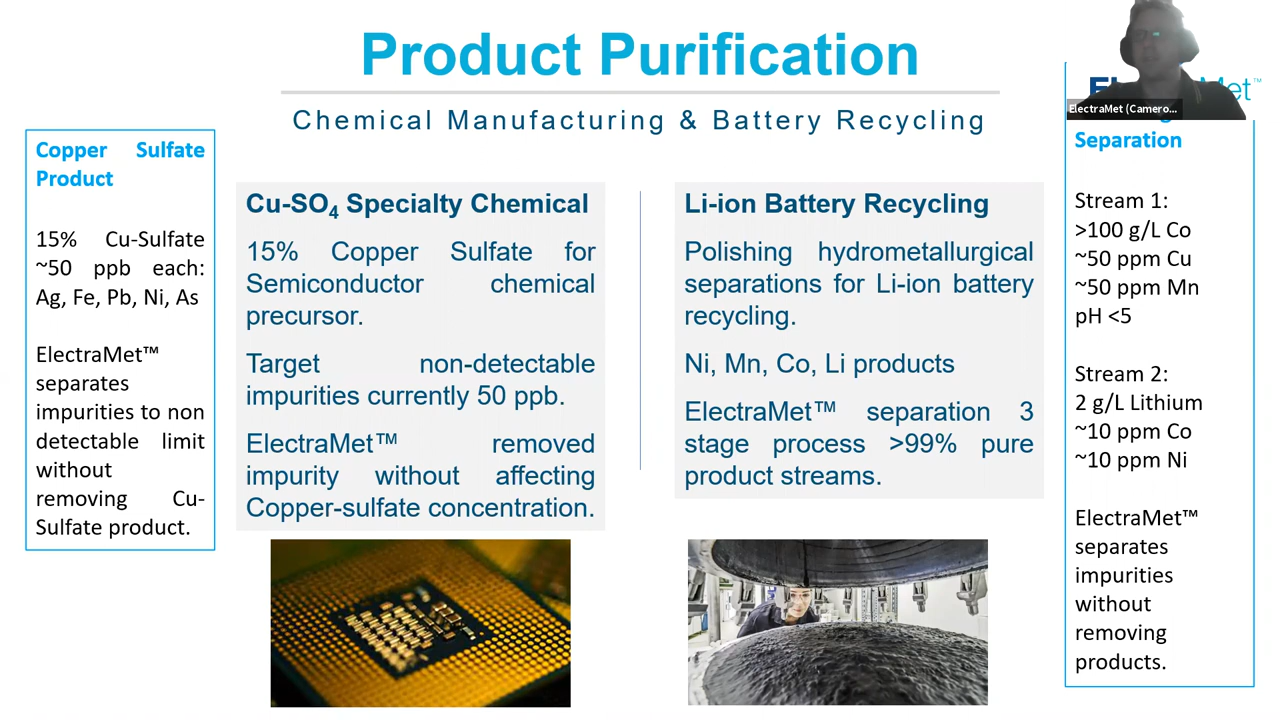 Product Purification
Chemical Manufacturing & Battery Recycling
ElectraMet (Camero...
Copper Sulfate
Product
15% Cu-Sulfate
~50 ppb each:
Ag, Fe, Pb, Ni, As
ElectraMet™
separates
impurities to non
detectable limit
without
removing Cu-
Sulfate product.
Cu-SO₄ Specialty Chemical
15% Copper Sulfate for
Semiconductor chemical
precursor.
Target non-detectable
impurities currently 50 ppb.
ElectraMet™ removed
impurity without affecting
Copper-sulfate concentration.
Li-ion Battery Recycling
Polishing hydrometallurgical
separations for Li-ion battery
recycling.
Ni, Mn, Co, Li products
ElectraMet™ separation 3
stage process >99% pure
product streams.
Separation
Stream 1:
>100 g/L Co
~50 ppm Cu
~50 ppm Mn
pH <5
Stream 2:
2 g/L Lithium
~10 ppm Co
~10 ppm Ni
ElectraMet™
separates
impurities
without
removing
products.